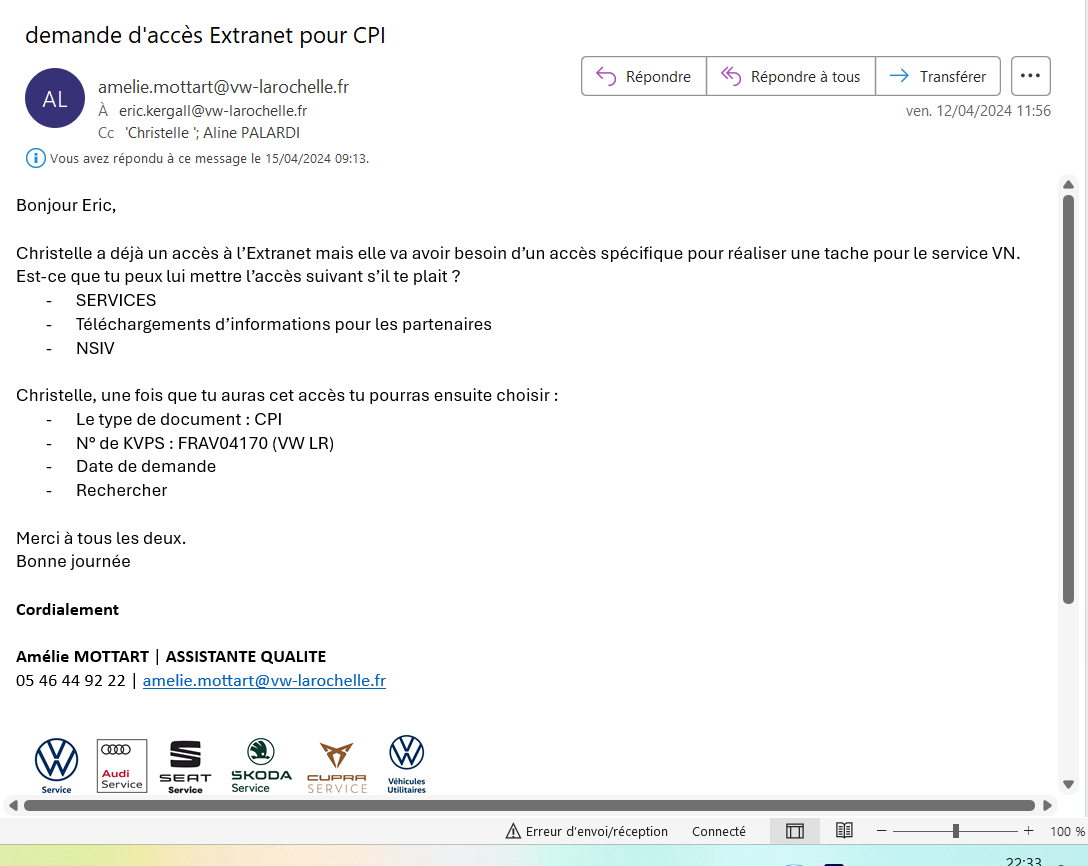 demande d'accès Extranet pour CPI
AL
amelie.mottart@vw-larochelle.fr
À eric.kergall@vw-larochelle.fr
Cc 'Christelle '; Aline PALARDI
Répondre
Répondre à tous
Transférer
ven. 12/04/2024 11:56
Vous avez répondu à ce message le 15/04/2024 09:13.
Bonjour Eric,
Christelle a déjà un accès à l’Extranet mais elle va avoir besoin d’un accès spécifique pour réaliser une tache pour le service VN.
Est-ce que tu peux lui mettre l’accès suivant s’il te plait ?
- SERVICES
- Téléchargements d’informations pour les partenaires
- NSIV
Christelle, une fois que tu auras cet accès tu pourras ensuite choisir :
- Le type de document : CPI
- N° de KVPS : FRAV04170 (VW LR)
- Date de demande
- Rechercher
Merci à tous les deux.
Bonne journée
Cordialement
Amélie MOTTART | ASSISTANTE QUALITE
05 46 44 92 22 | amelie.mottart@vw-larochelle.fr
Service
Audi
Service
SEAT
Service
SKODA
Service
CUPRA
SERVICE
Véhicules
Utilitaires
Erreur d'envoi/réception
Connecté
100 %
22:33